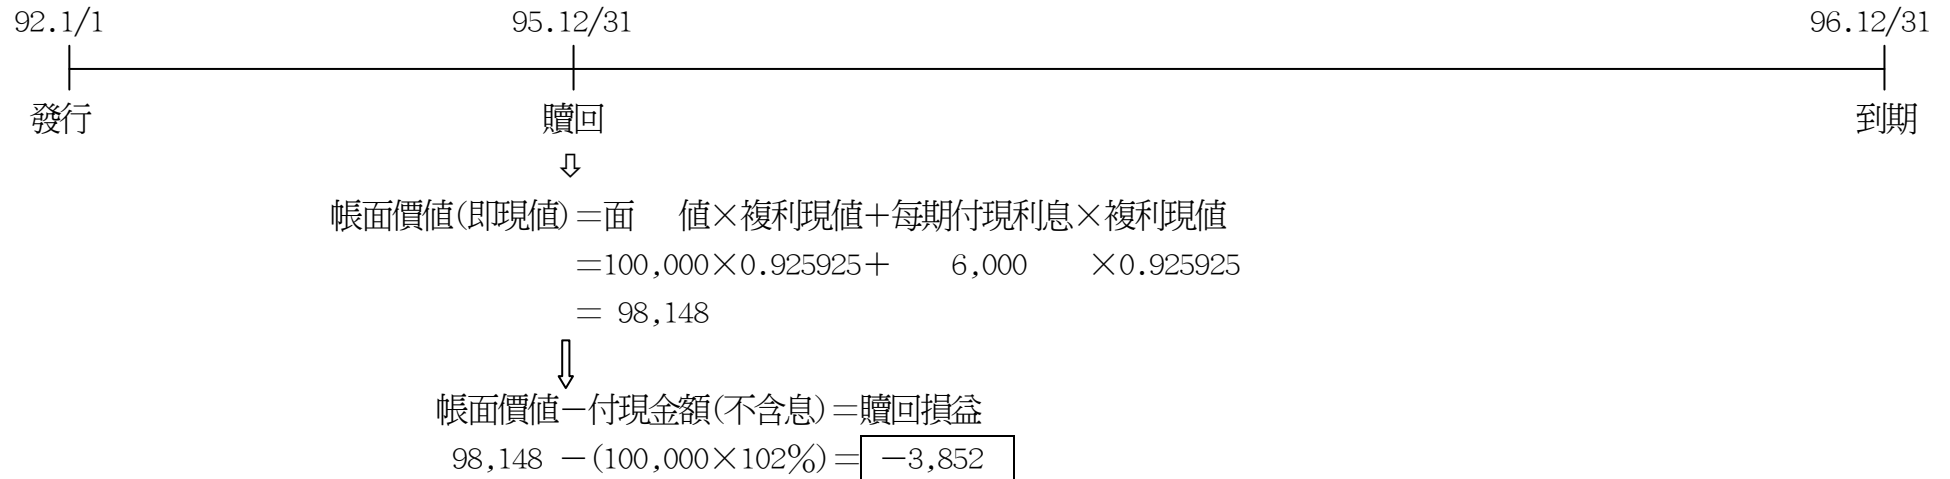 92.1/1 95.12/31 96.12/31
發行 贖回 到期
⇩
帳面價值(即現值)＝面　值×複利現值＋每期付現利息×複利現值
＝100,000×0.925925＋ 6,000 ×0.925925
＝ 98,148
⇩
帳面價值－付現金額(不含息)＝贖回損益
98,148 －(100,000×102％)＝ －3,852